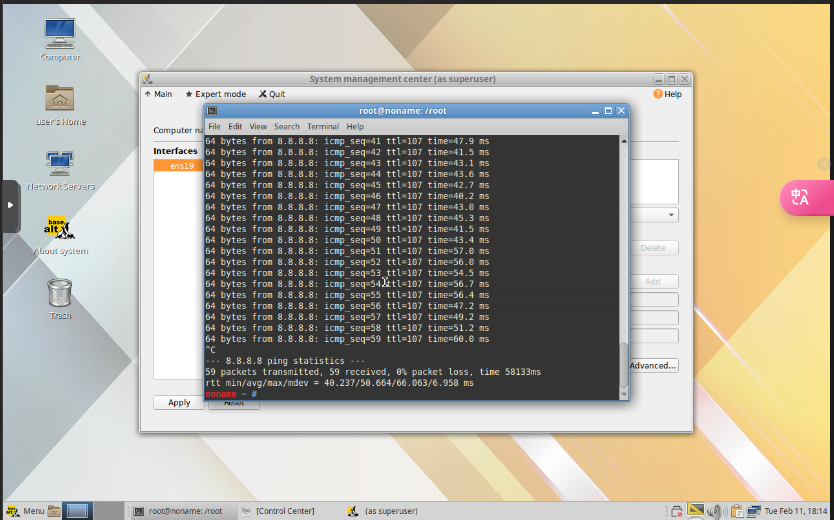 Computer
user's Home
Network Servers
base
alt
About system
Trash
System management center (as superuser)
Main Expert mode Quit Help
Computer na
Interfaces
ens19
Delete
Add
Advanced...
Apply Reset
root@noname: /root
File Edit View Search Terminal Help
64 bytes from 8.8.8.8: icmp_seq=41 ttl=107 time=47.9 ms
64 bytes from 8.8.8.8: icmp_seq=42 ttl=107 time=41.5 ms
64 bytes from 8.8.8.8: icmp_seq=43 ttl=107 time=43.1 ms
64 bytes from 8.8.8.8: icmp_seq=44 ttl=107 time=43.6 ms
64 bytes from 8.8.8.8: icmp_seq=45 ttl=107 time=42.7 ms
64 bytes from 8.8.8.8: icmp_seq=46 ttl=107 time=40.2 ms
64 bytes from 8.8.8.8: icmp_seq=47 ttl=107 time=43.0 ms
64 bytes from 8.8.8.8: icmp_seq=48 ttl=107 time=45.3 ms
64 bytes from 8.8.8.8: icmp_seq=49 ttl=107 time=41.5 ms
64 bytes from 8.8.8.8: icmp_seq=50 ttl=107 time=43.4 ms
64 bytes from 8.8.8.8: icmp_seq=51 ttl=107 time=57.0 ms
64 bytes from 8.8.8.8: icmp_seq=52 ttl=107 time=56.0 ms
64 bytes from 8.8.8.8: icmp_seq=53 ttl=107 time=54.5 ms
64 bytes from 8.8.8.8: icmp_seq=54 ttl=107 time=56.7 ms
64 bytes from 8.8.8.8: icmp_seq=55 ttl=107 time=56.4 ms
64 bytes from 8.8.8.8: icmp_seq=56 ttl=107 time=47.2 ms
64 bytes from 8.8.8.8: icmp_seq=57 ttl=107 time=49.2 ms
64 bytes from 8.8.8.8: icmp_seq=58 ttl=107 time=51.2 ms
64 bytes from 8.8.8.8: icmp_seq=59 ttl=107 time=60.0 ms
^C
--- 8.8.8.8 ping statistics ---
59 packets transmitted, 59 received, 0% packet loss, time 58133ms
rtt min/avg/max/mdev = 40.237/50.664/66.063/6.958 ms
noname ~ #
中
A
Menu root@noname: /root [Control Center] (as superuser) Tue Feb 11, 18:14